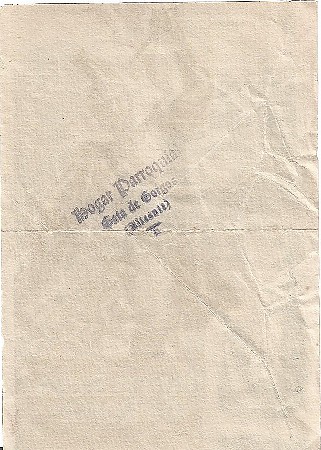 Hogar Parroquial
Gata de Gorgos
(Alicante)